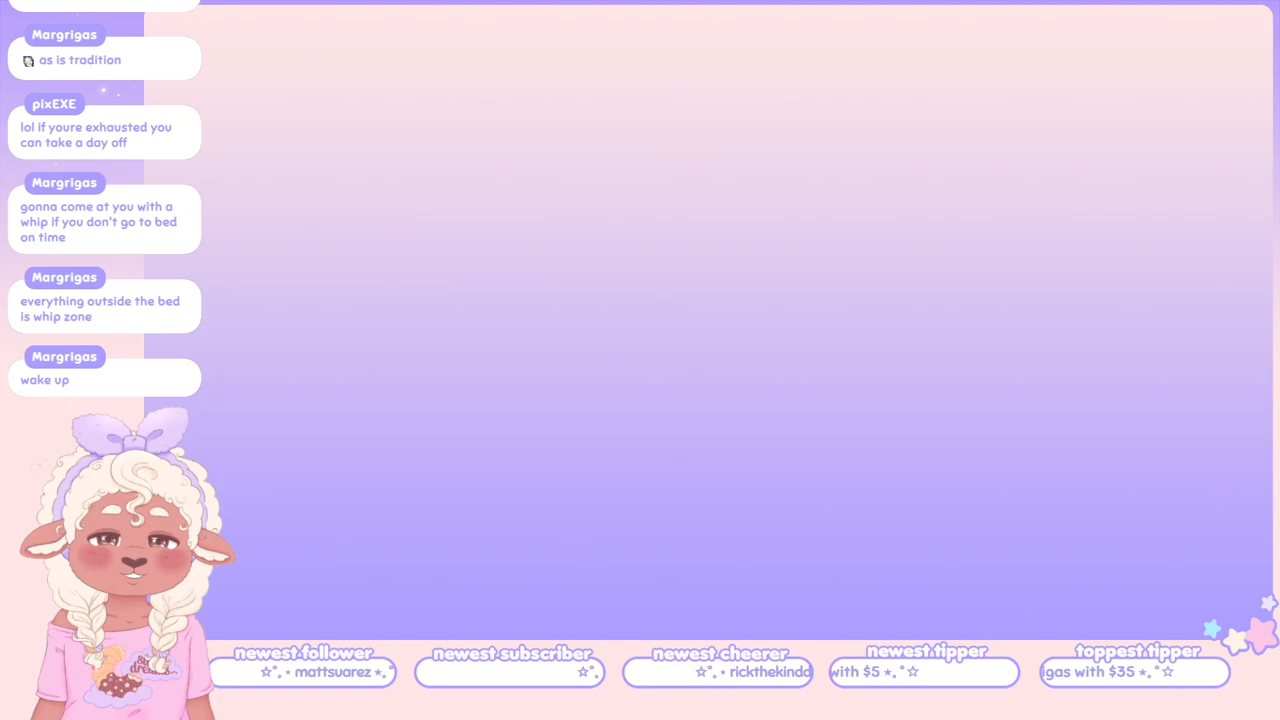 Margrigas
as is tradition
pixEXE
lol if youre exhausted you
can take a day off
Margrigas
gonna come at you with a
whip if you don't go to bed
on time
Margrigas
everything outside the bed
is whip zone
Margrigas
wake up
newest follower
☆˚｡⋆ mattsuarez ⋆｡˚
newest subscriber
☆˚｡
newest cheerer
☆˚｡⋆ rickthekindd
newest tipper
with $5 ⋆｡˚☆
toppest tipper
igas with $35 ⋆｡˚☆